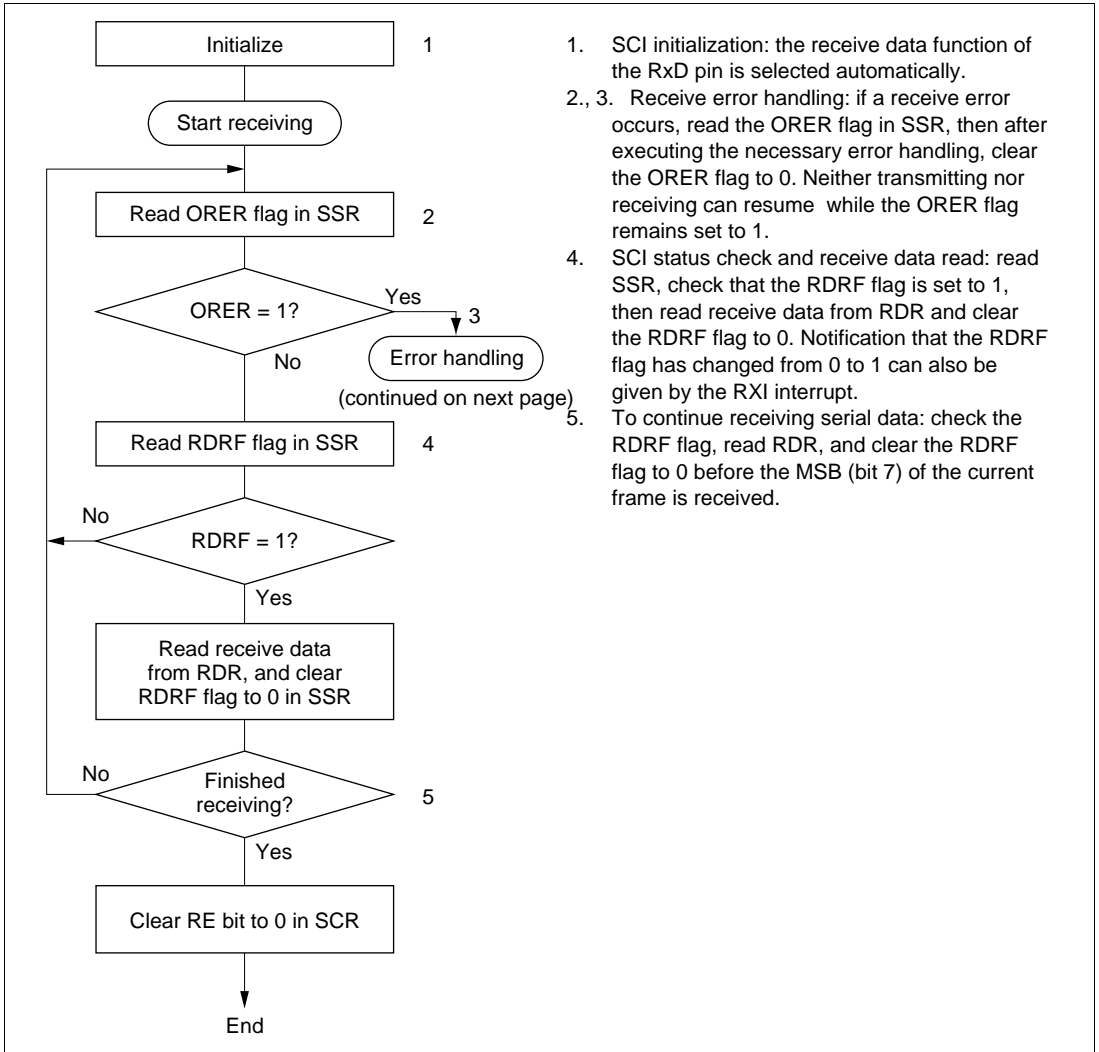 Initialize
1
Start receiving
Read ORER flag in SSR
2
ORER = 1?
Yes
3
No
Error handling
(continued on next page)
Read RDRF flag in SSR
4
No
RDRF = 1?
Yes
Read receive data
from RDR, and clear
RDRF flag to 0 in SSR
No
Finished
receiving?
5
Yes
Clear RE bit to 0 in SCR
End
1. SCI initialization: the receive data function of
the RxD pin is selected automatically.
2., 3. Receive error handling: if a receive error
occurs, read the ORER flag in SSR, then after
executing the necessary error handling, clear
the ORER flag to 0. Neither transmitting nor
receiving can resume while the ORER flag
remains set to 1.
4. SCI status check and receive data read: read
SSR, check that the RDRF flag is set to 1,
then read receive data from RDR and clear
the RDRF flag to 0. Notification that the RDRF
flag has changed from 0 to 1 can also be
given by the RXI interrupt.
5. To continue receiving serial data: check the
RDRF flag, read RDR, and clear the RDRF
flag to 0 before the MSB (bit 7) of the current
frame is received.